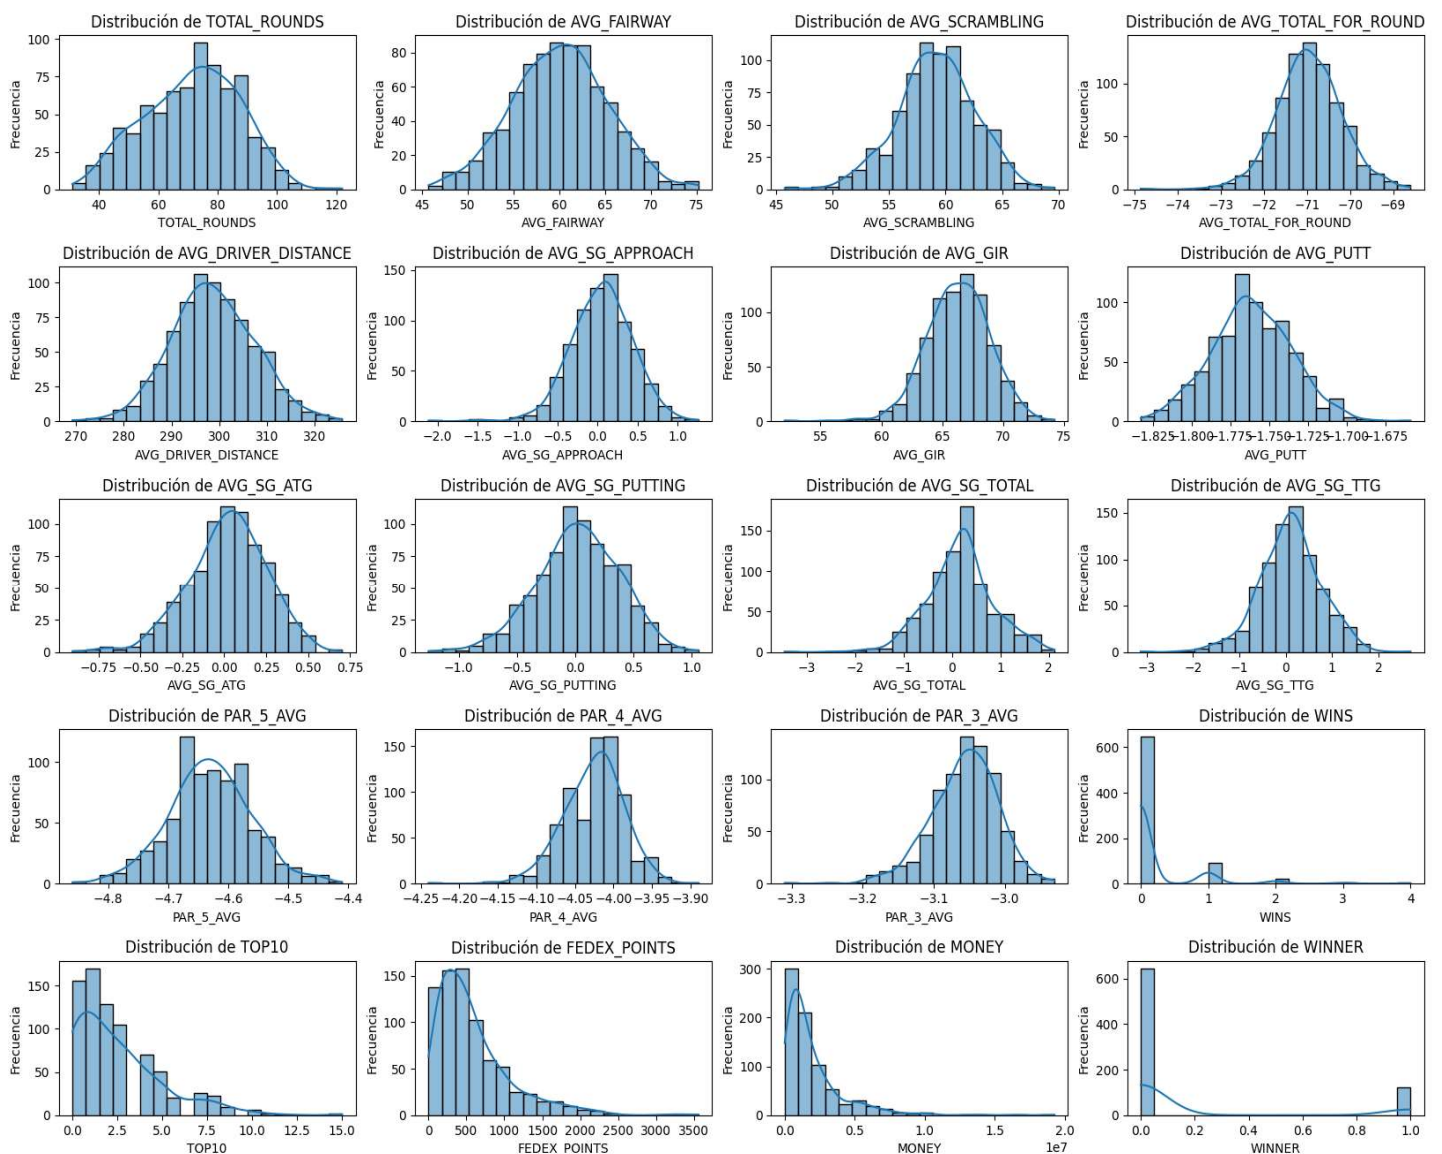 Distribución de TOTAL_ROUNDS
Frecuencia
100
75
50
25
0
40 60 80 100 120
TOTAL_ROUNDS
Distribución de AVG_FAIRWAY
Frecuencia
80
60
40
20
0
45 50 55 60 65 70 75
AVG_FAIRWAY
Distribución de AVG_SCRAMBLING
Frecuencia
100
75
50
25
0
45 50 55 60 65 70
AVG_SCRAMBLING
Distribución de AVG_TOTAL_FOR_ROUND
Frecuencia
100
50
0
−75 −74 −73 −72 −71 −70 −69
AVG_TOTAL_FOR_ROUND
Distribución de AVG_DRIVER_DISTANCE
Frecuencia
100
75
50
25
0
270 280 290 300 310 320
AVG_DRIVER_DISTANCE
Distribución de AVG_SG_APPROACH
Frecuencia
150
100
50
0
−2.0 −1.5 −1.0 −0.5 0.0 0.5 1.0
AVG_SG_APPROACH
Distribución de AVG_GIR
Frecuencia
100
50
0
55 60 65 70 75
AVG_GIR
Distribución de AVG_PUTT
Frecuencia
100
50
0
−1.825 −1.800 −1.775 −1.750 −1.725 −1.700 −1.675
AVG_PUTT
Distribución de AVG_SG_ATG
Frecuencia
100
75
50
25
0
−0.75 −0.50 −0.25 0.00 0.25 0.50 0.75
AVG_SG_ATG
Distribución de AVG_SG_PUTTING
Frecuencia
100
75
50
25
0
−1.0 −0.5 0.0 0.5 1.0
AVG_SG_PUTTING
Distribución de AVG_SG_TOTAL
Frecuencia
150
100
50
0
−3 −2 −1 0 1 2
AVG_SG_TOTAL
Distribución de AVG_SG_TTG
Frecuencia
150
100
50
0
−3 −2 −1 0 1 2
AVG_SG_TTG
Distribución de PAR_5_AVG
Frecuencia
100
50
0
−4.8 −4.7 −4.6 −4.5 −4.4
PAR_5_AVG
Distribución de PAR_4_AVG
Frecuencia
150
100
50
0
−4.25 −4.20 −4.15 −4.10 −4.05 −4.00 −3.95 −3.90
PAR_4_AVG
Distribución de PAR_3_AVG
Frecuencia
100
50
0
−3.3 −3.2 −3.1 −3.0
PAR_3_AVG
Distribución de WINS
Frecuencia
600
400
200
0
0 1 2 3 4
WINS
Distribución de TOP10
Frecuencia
150
100
50
0
0.0 2.5 5.0 7.5 10.0 12.5 15.0
TOP10
Distribución de FEDEX_POINTS
Frecuencia
150
100
50
0
0 500 1000 1500 2000 2500 3000 3500
FEDEX_POINTS
Distribución de MONEY
Frecuencia
300
200
100
0
0.0 0.5 1.0 1.5 2.0
1e7
MONEY
Distribución de WINNER
Frecuencia
600
400
200
0
0.0 0.2 0.4 0.6 0.8 1.0
WINNER